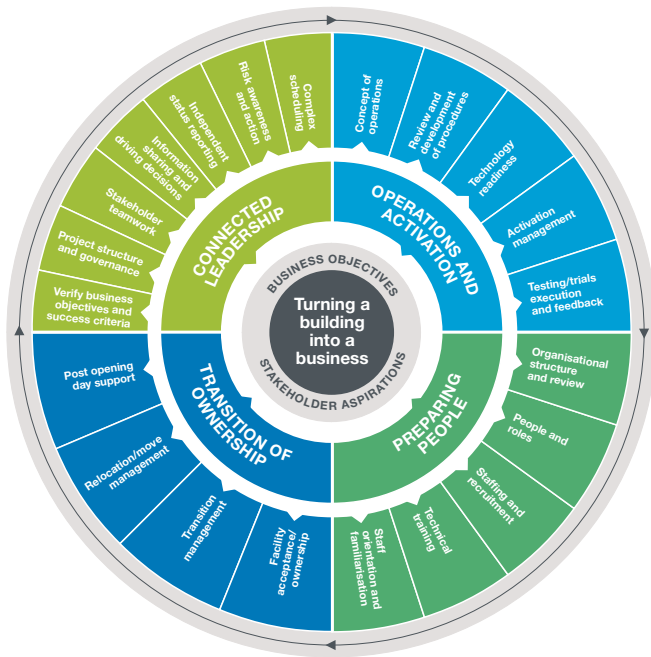 Turning a
building
into a
business
BUSINESS OBJECTIVES
STAKEHOLDER ASPIRATIONS
CONNECTED
LEADERSHIP
Verify business
objectives and
success criteria
Project structure
and governance
Stakeholder
teamwork
Information
sharing and
driving decisions
Independent
status reporting
Risk awareness
and action
Complex
scheduling
OPERATIONS AND
ACTIVATION
Concept of
operations
Review and
development
of procedures
Technology
readiness
Activation
management
Testing/trials
execution
and feedback
PREPARING
PEOPLE
Organisational
structure
and review
People and
roles
Staffing and
recruitment
Technical
training
Staff
orientation and
familiarisation
TRANSITION OF
OWNERSHIP
Facility
acceptance/
ownership
Transition
management
Relocation/move
management
Post opening
day support